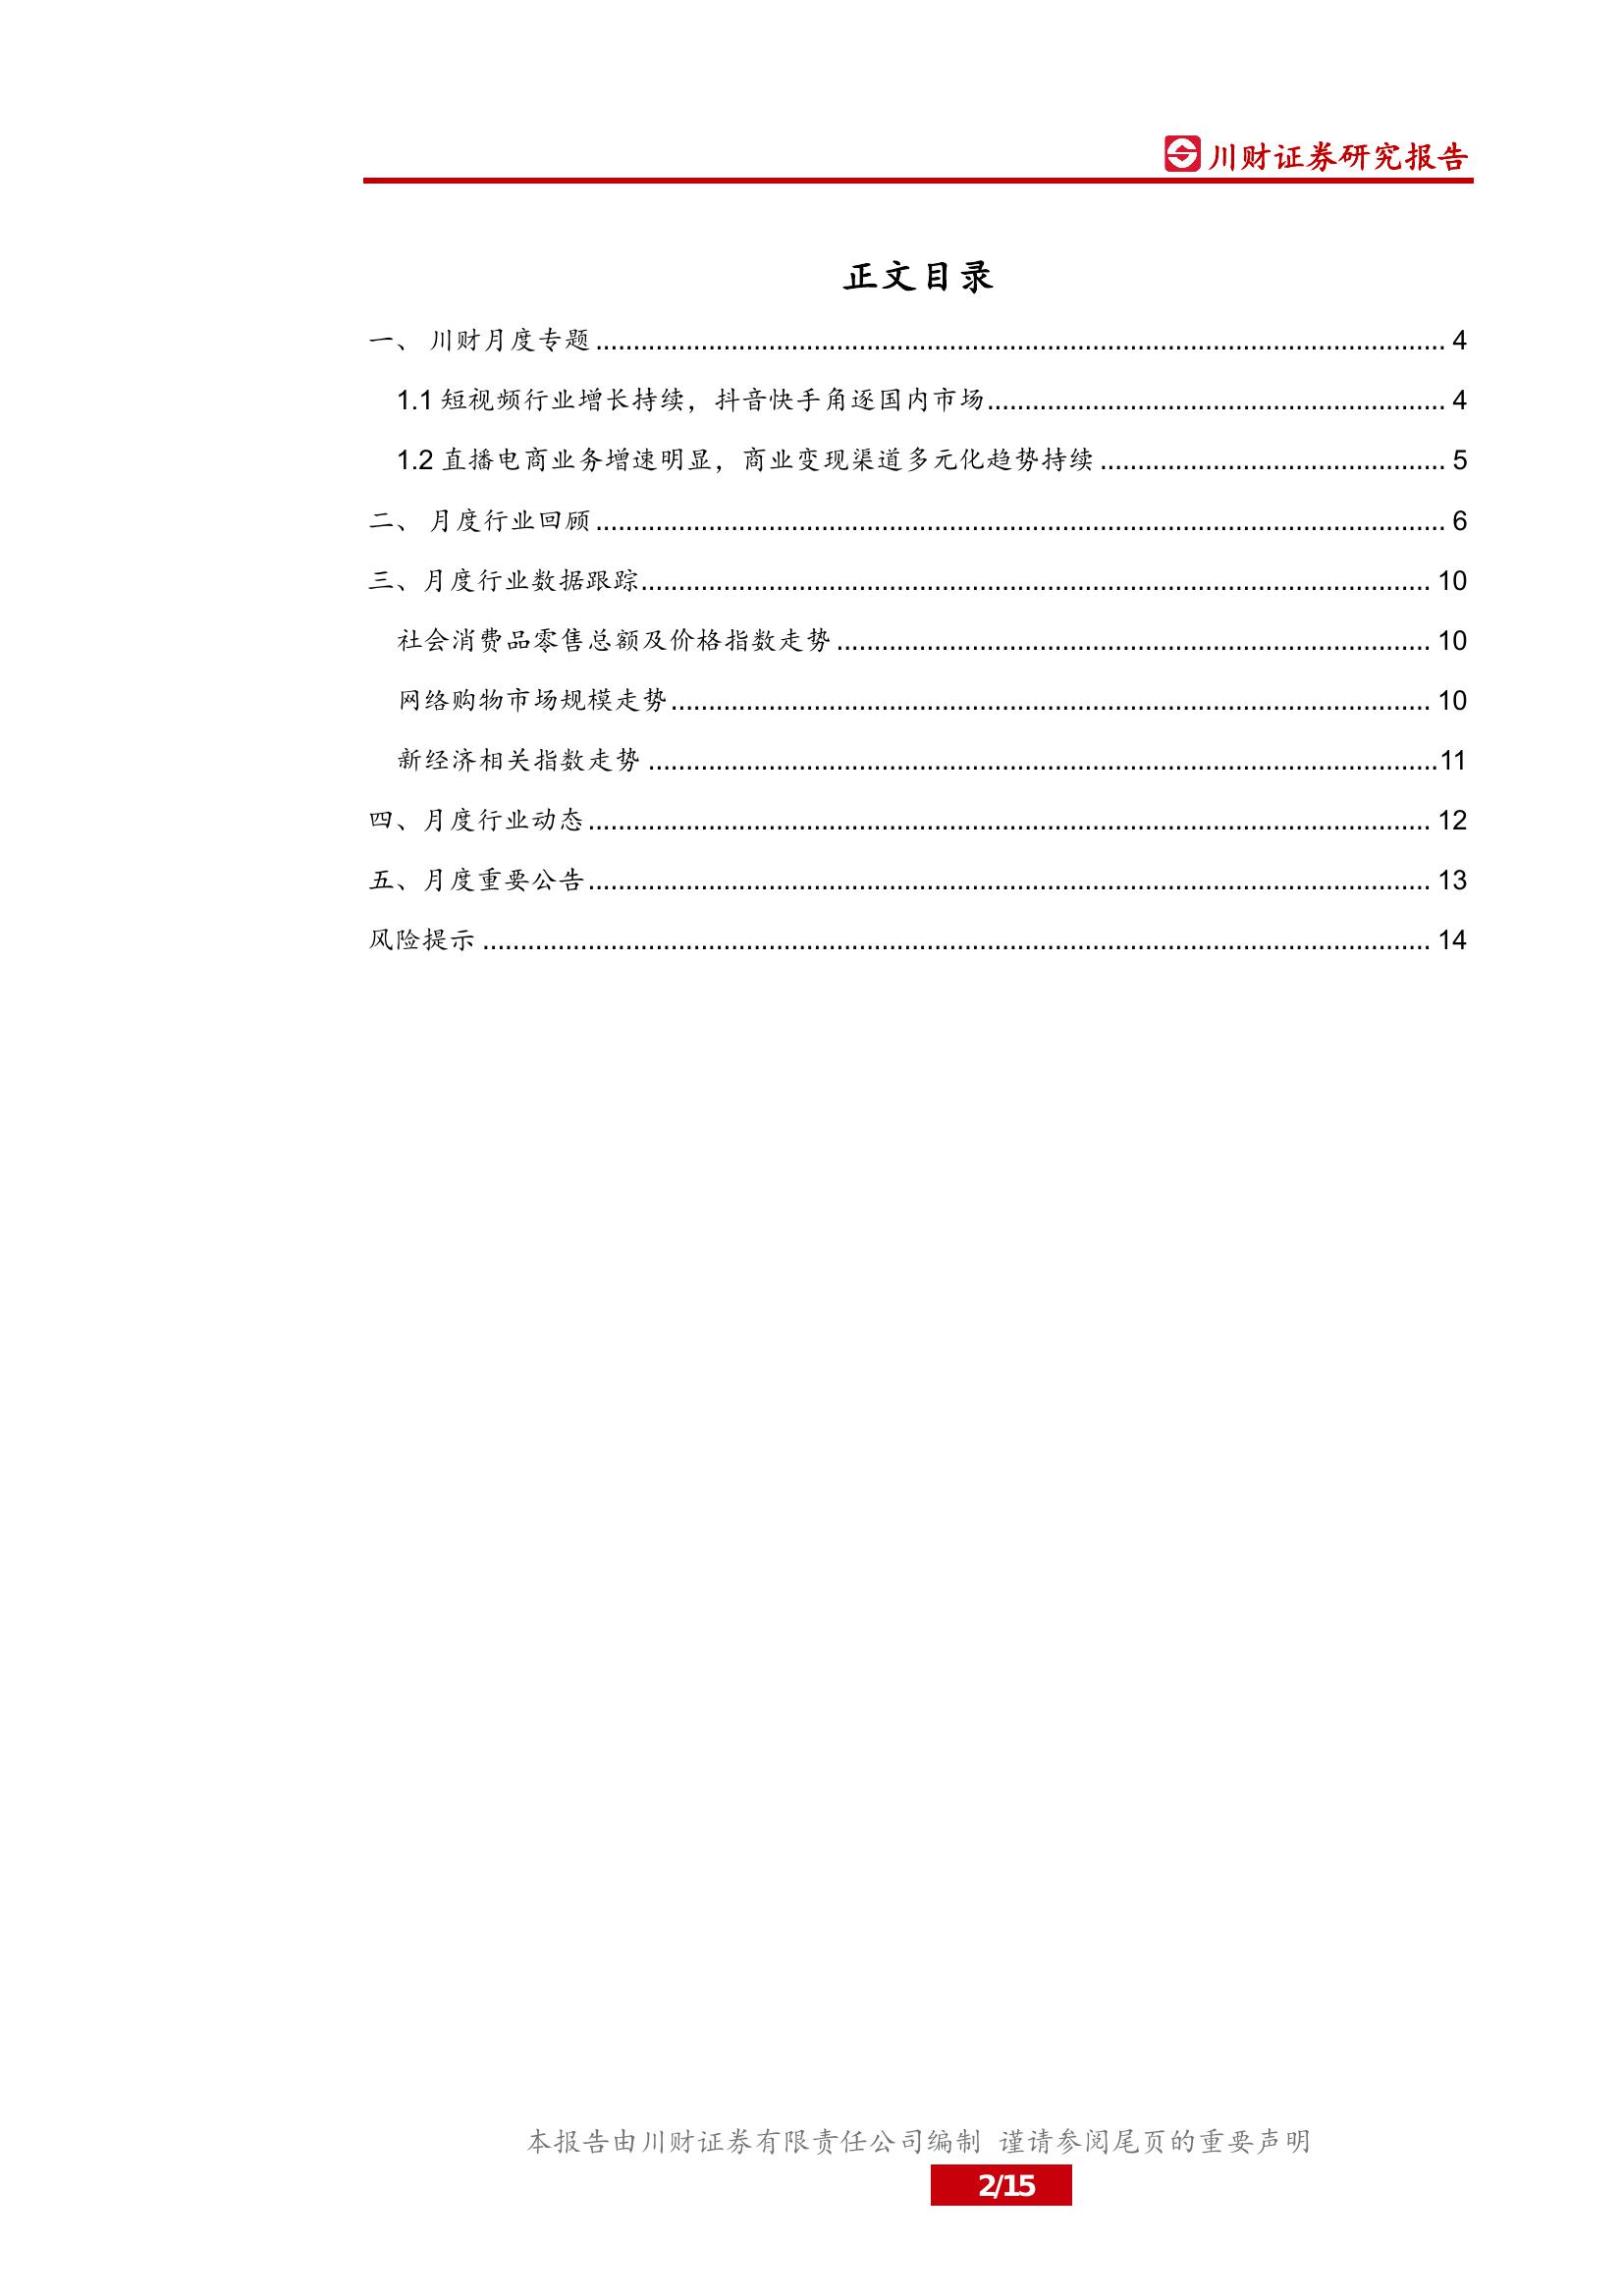 川财证券研究报告
正文目录
一、 川财月度专题 ........................................ 4
1.1 短视频行业增长持续，抖音快手角逐国内市场 ........................................ 4
1.2 直播电商业务增速明显，商业变现渠道多元化趋势持续 ........................................ 5
二、 月度行业回顾 ........................................ 6
三、月度行业数据跟踪 ........................................ 10
社会消费品零售总额及价格指数走势 ........................................ 10
网络购物市场规模走势 ........................................ 10
新经济相关指数走势 ........................................ 11
四、月度行业动态 ........................................ 12
五、月度重要公告 ........................................ 13
风险提示 ........................................ 14
本报告由川财证券有限责任公司编制 谨请参阅尾页的重要声明
2/15